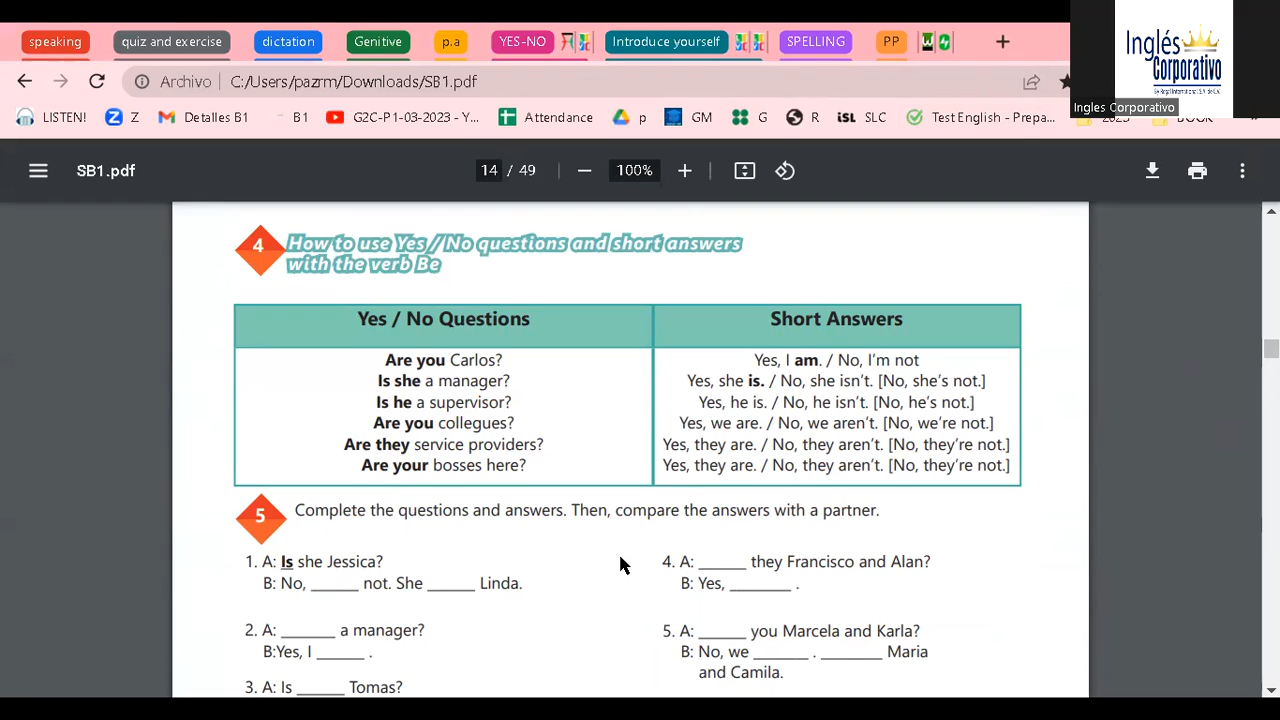 speaking quiz and exercise dictation Genitive p.a YES-NO Introduce yourself SPELLING PP
Inglés
Corporativo
By Regal International S.A. de C.V.
Ingles Corporativo
Archivo C:/Users/pazrm/Downloads/SB1.pdf
LISTEN! Z Detalles B1 B1 G2C-P1-03-2023 - Y... Attendance p GM G R SLC Test English - Prepa... 2023 BOOK
SB1.pdf 14 / 49 100%
4 How to use Yes / No questions and short answers
with the verb Be
Yes / No Questions Short Answers
Are you Carlos? Yes, I am. / No, I'm not
Is she a manager? Yes, she is. / No, she isn't. [No, she's not.]
Is he a supervisor? Yes, he is. / No, he isn't. [No, he's not.]
Are you collegues? Yes, we are. / No, we aren't. [No, we're not.]
Are they service providers? Yes, they are. / No, they aren't. [No, they're not.]
Are your bosses here? Yes, they are. / No, they aren't. [No, they're not.]
5 Complete the questions and answers. Then, compare the answers with a partner.
1. A: Is she Jessica?
B: No, ______ not. She ______ Linda.
2. A: _______ a manager?
B:Yes, I ______ .
3. A: Is ______ Tomas?
4. A: ______ they Francisco and Alan?
B: Yes, ________ .
5. A: ______ you Marcela and Karla?
B: No, we _______ . ________ Maria
and Camila.